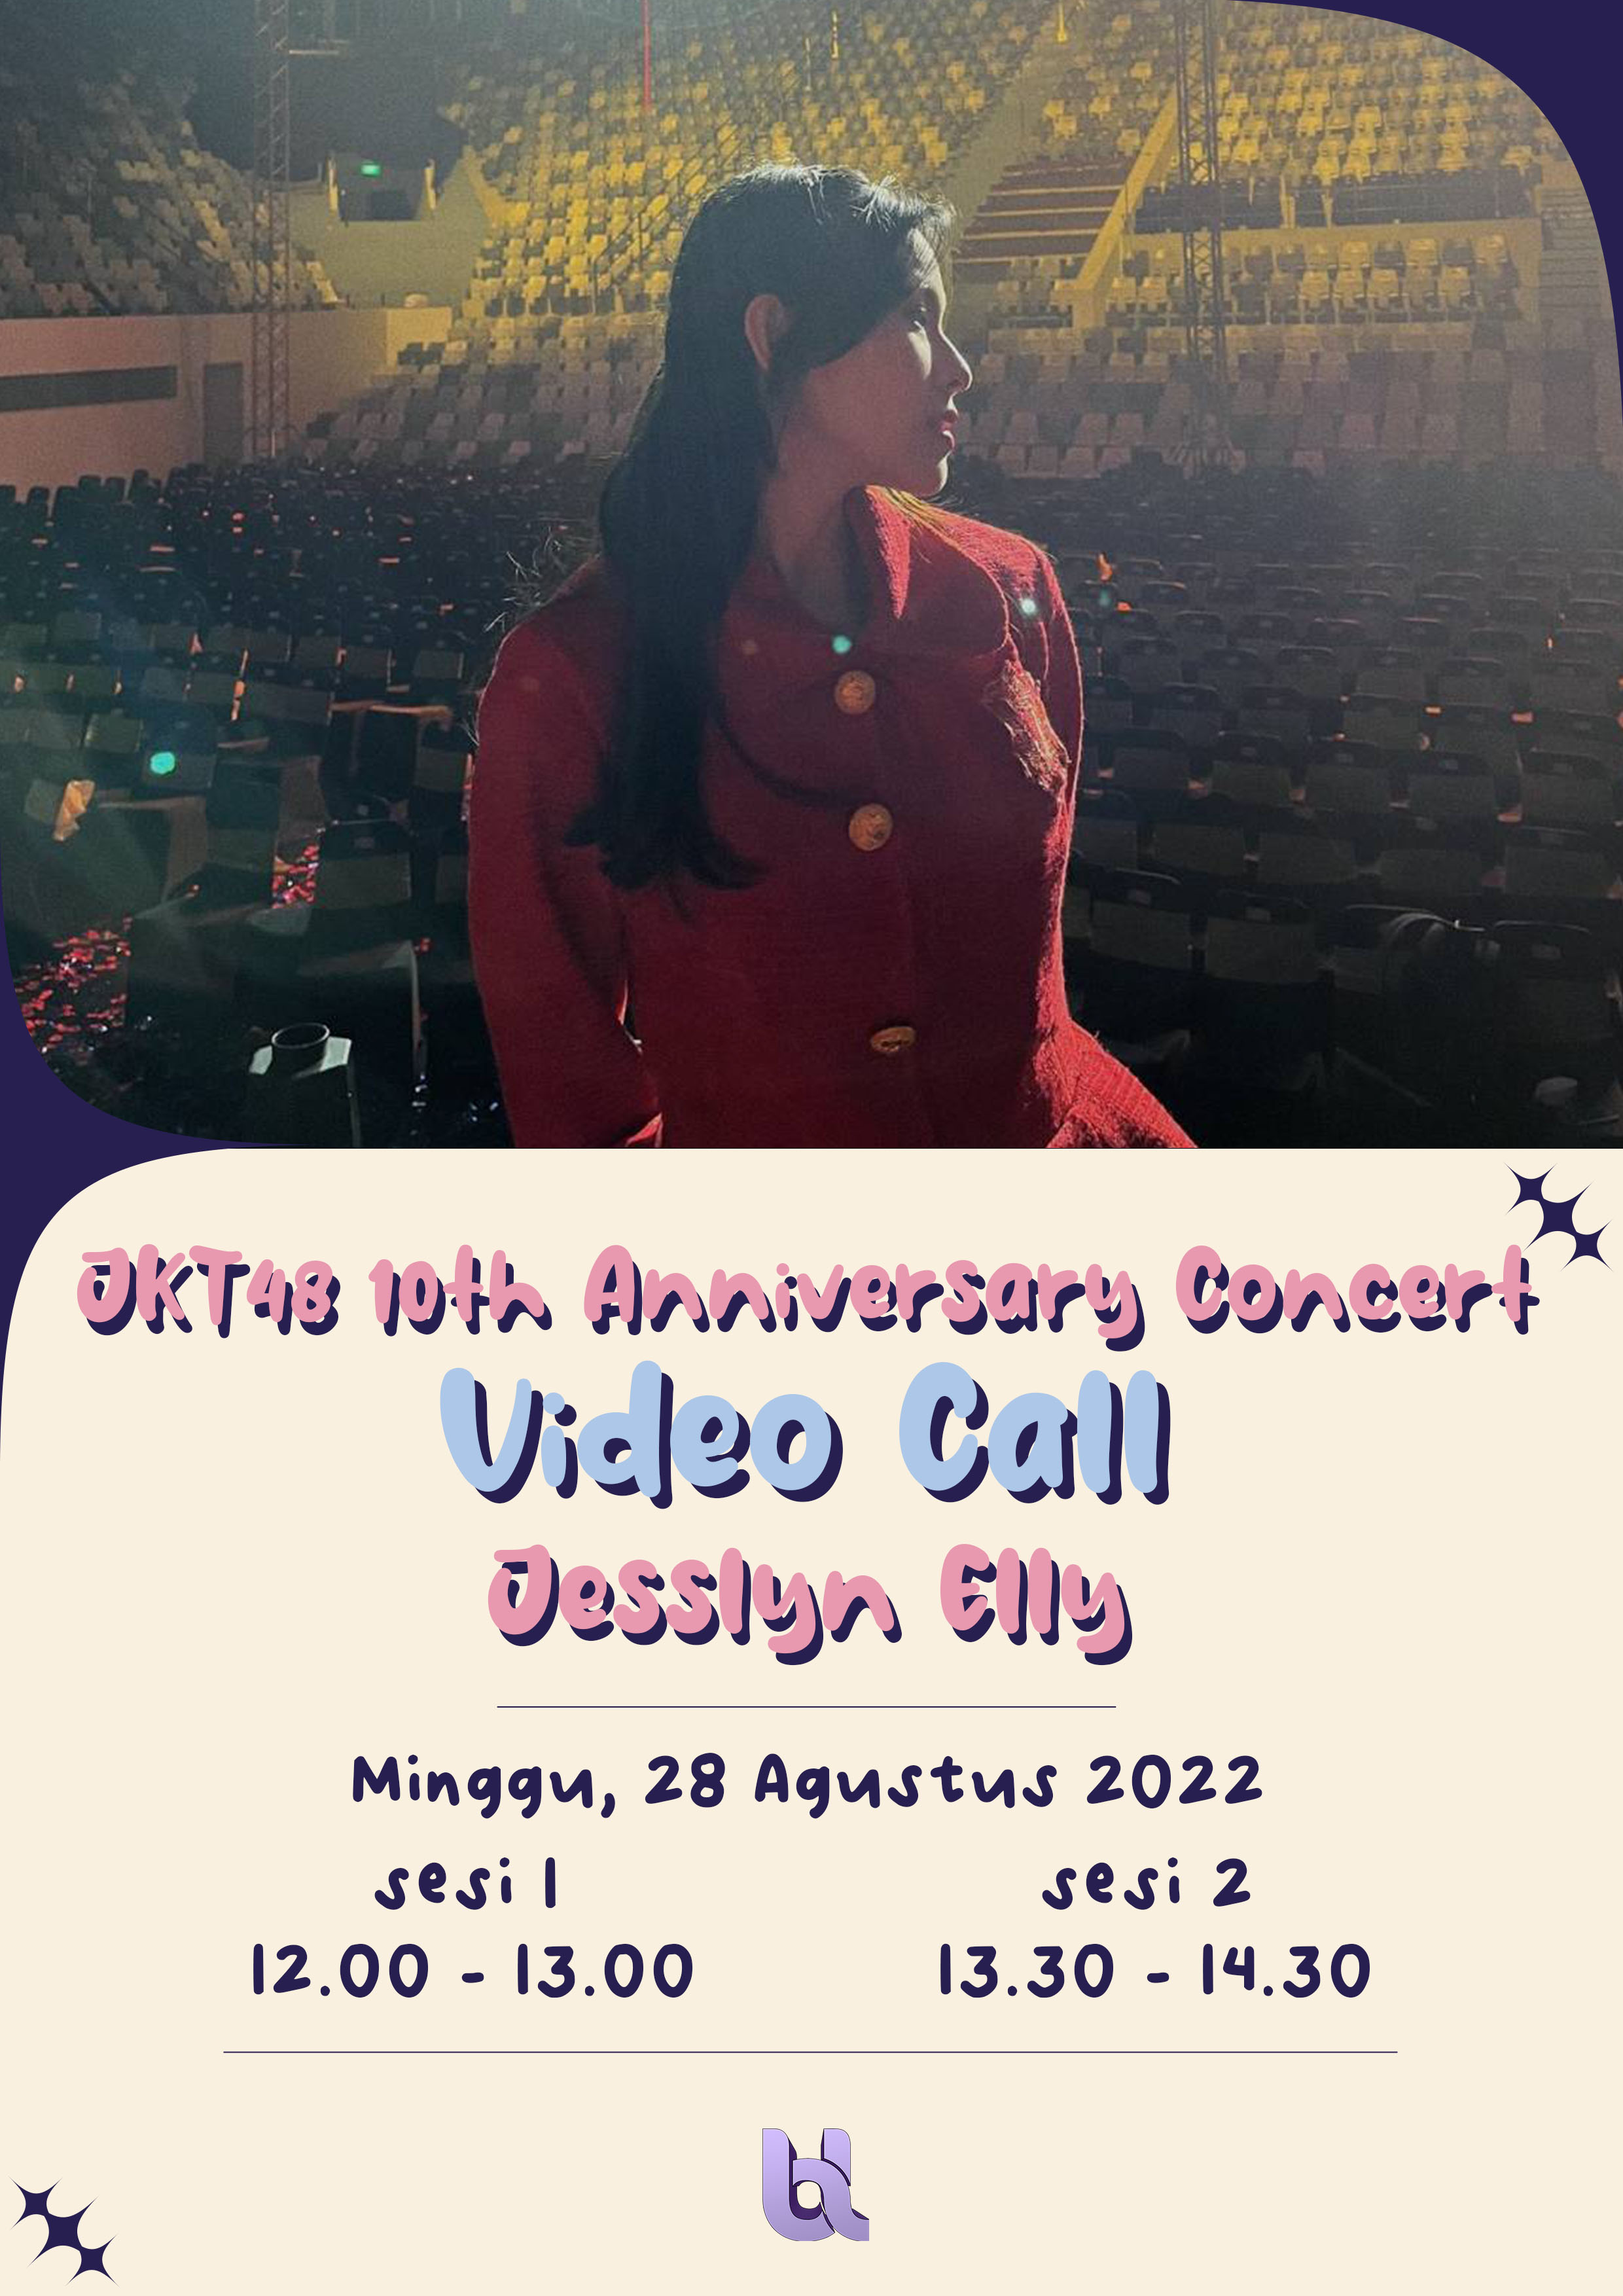 JKT48 10th Anniversary Concert
Video Call
Jesslyn Elly
Minggu, 28 Agustus 2022
sesi 1
12.00 - 13.00
sesi 2
13.30 - 14.30